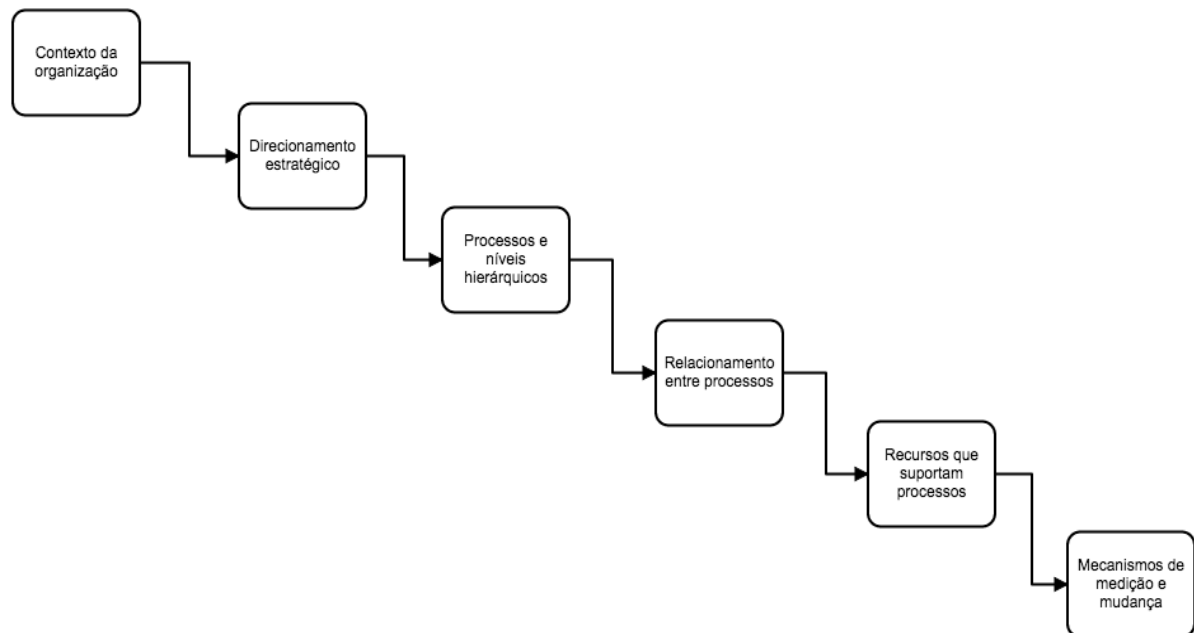 Contexto da
organização
Direcionamento
estratégico
Processos e
níveis
hierárquicos
Relacionamento
entre processos
Recursos que
suportam
processos
Mecanismos de
medição e
mudança